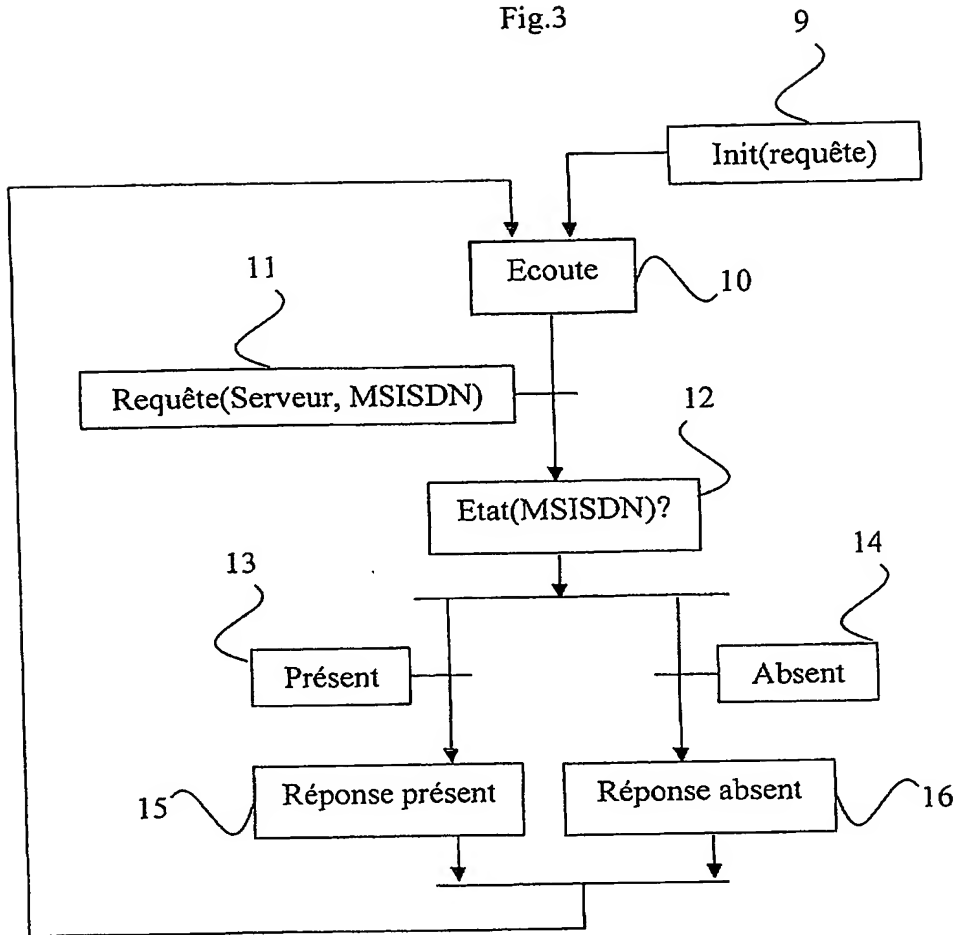 Fig.3
9
Init(requête)
Ecoute
10
11
Requête(Serveur, MSISDN)
12
Etat(MSISDN)?
13
14
Présent
Absent
15
Réponse présent
Réponse absent
16